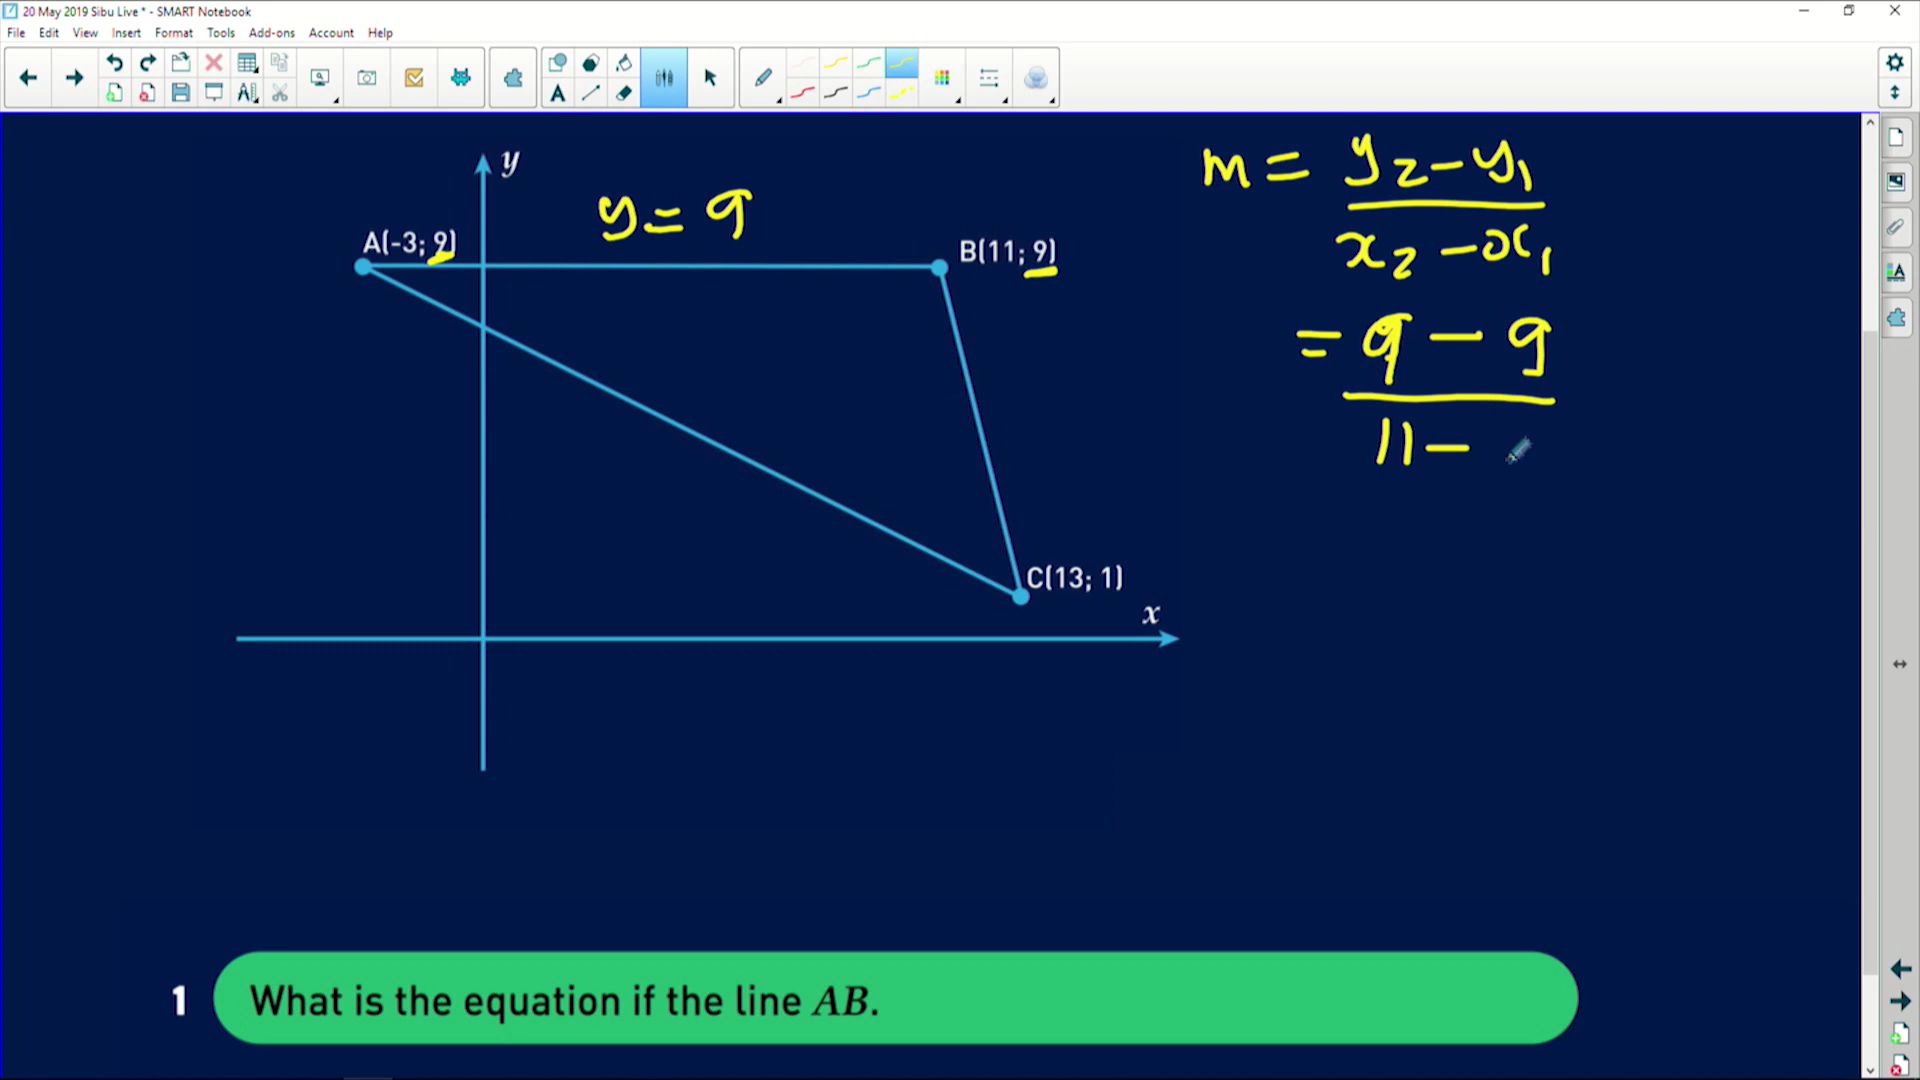 20 May 2019 Sibu Live * - SMART Notebook
File Edit View Insert Format Tools Add-ons Account Help
y
y = 9
A(-3; 9)
B(11; 9)
C(13; 1)
x
m = y2 - y1
x2 - x1
= 9 - 9
11 -
1 What is the equation if the line AB.